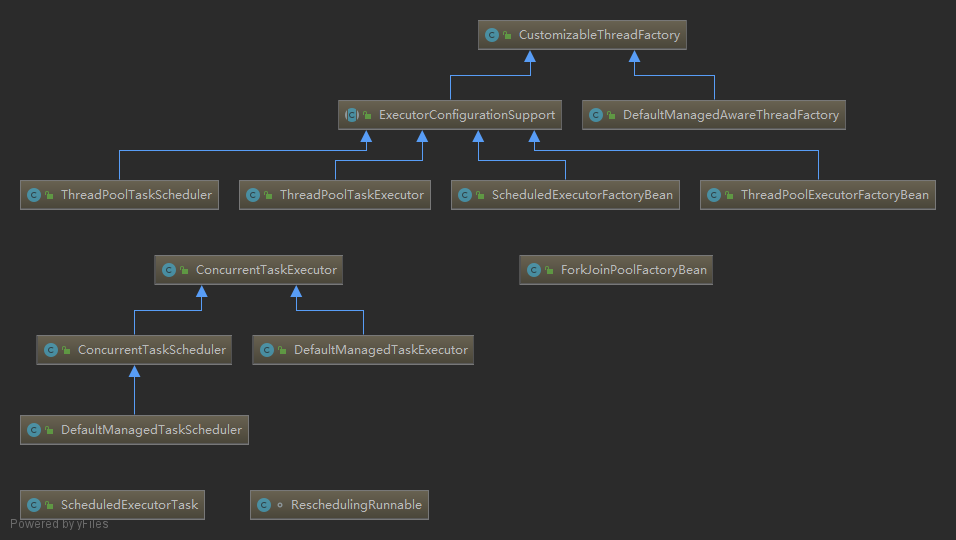 CustomizableThreadFactory
ExecutorConfigurationSupport
DefaultManagedAwareThreadFactory
ThreadPoolTaskScheduler
ThreadPoolTaskExecutor
ScheduledExecutorFactoryBean
ThreadPoolExecutorFactoryBean
ConcurrentTaskExecutor
ForkJoinPoolFactoryBean
ConcurrentTaskScheduler
DefaultManagedTaskExecutor
DefaultManagedTaskScheduler
ScheduledExecutorTask
ReschedulingRunnable
Powered by yFiles